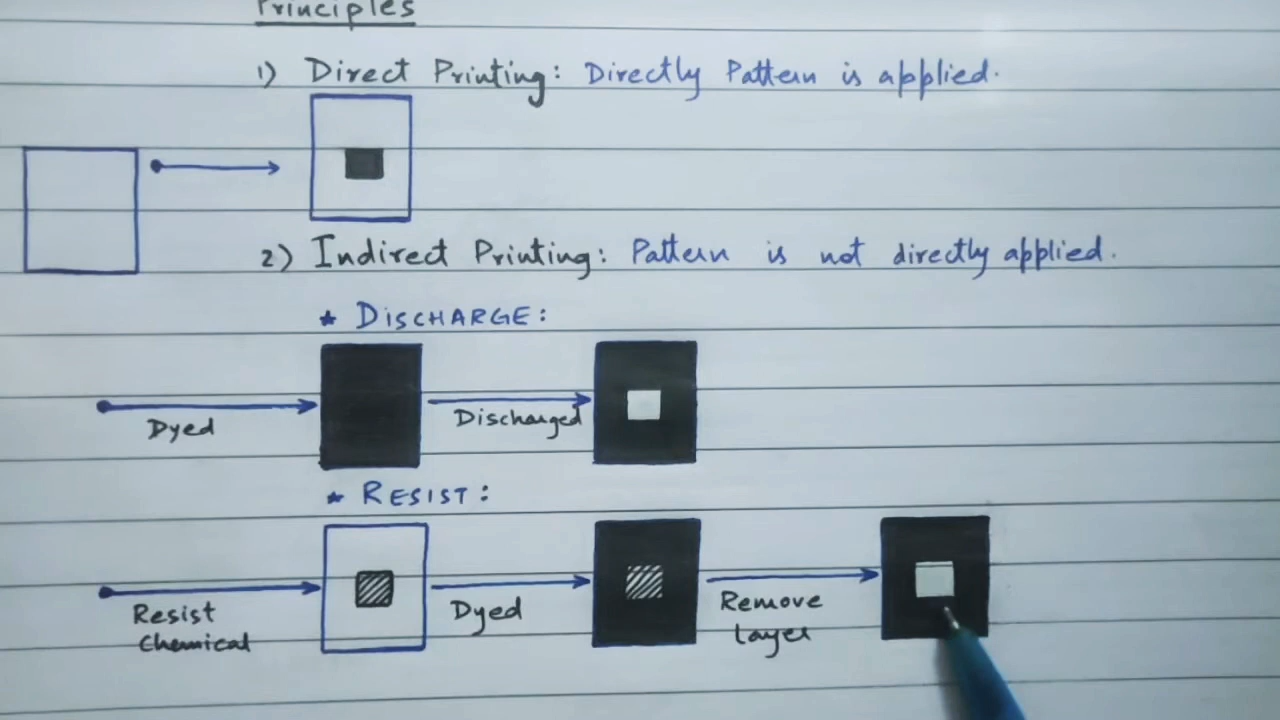 Principles
1) Direct Printing: Directly Pattern is applied.
2) Indirect Printing: Pattern is not directly applied.
★ DISCHARGE:
Dyed
Discharged
★ RESIST:
Resist
Chemical
Dyed
Remove
Layer